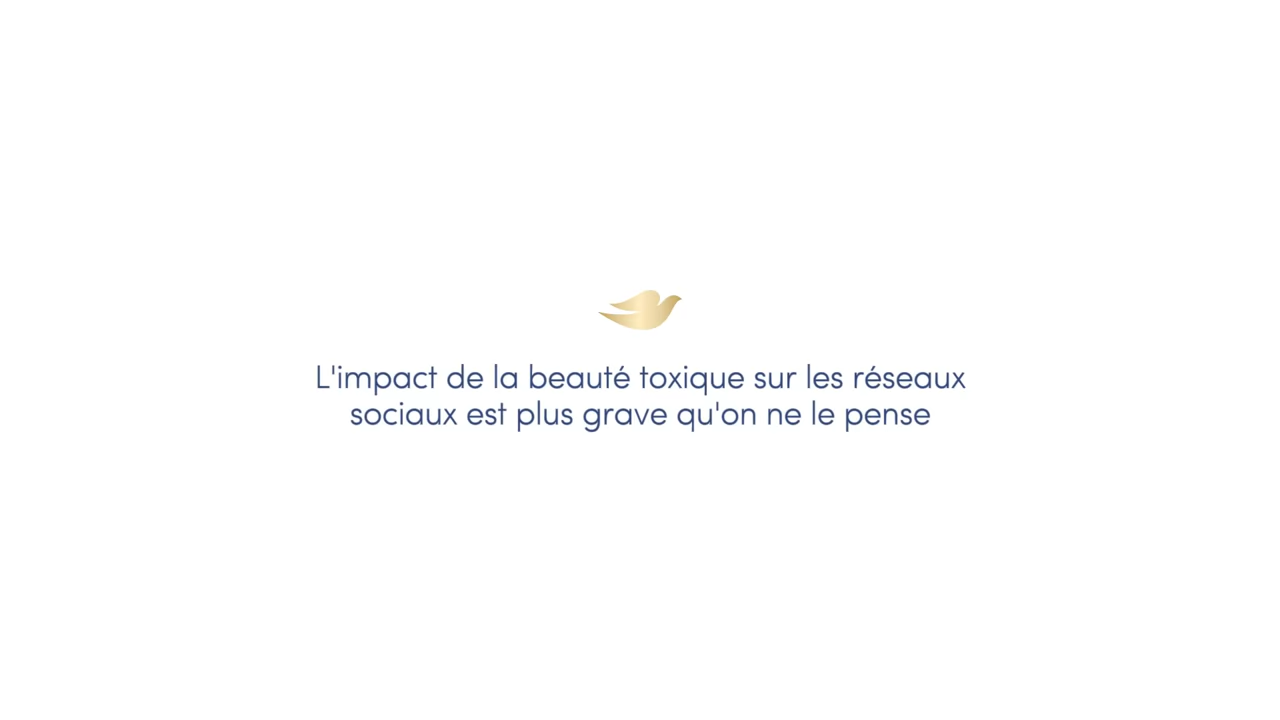 L'impact de la beauté toxique sur les réseaux
sociaux est plus grave qu'on ne le pense